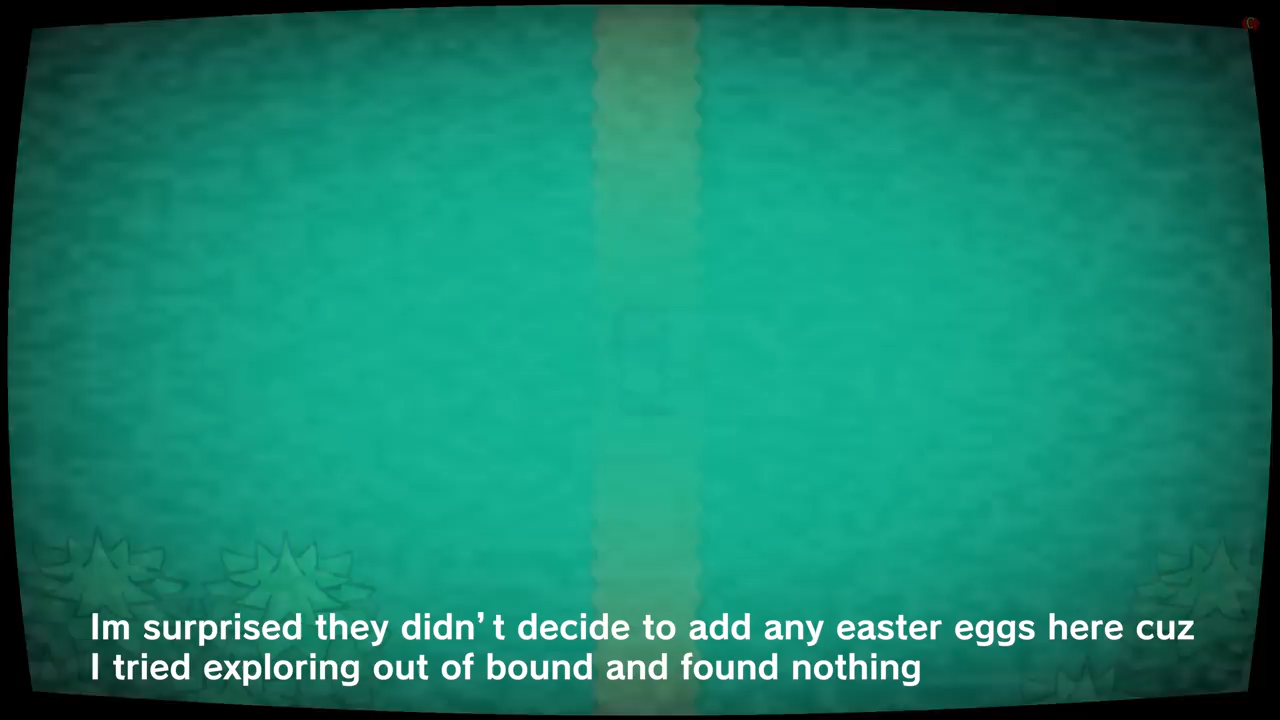 Im surprised they didn’t decide to add any easter eggs here cuz
I tried exploring out of bound and found nothing